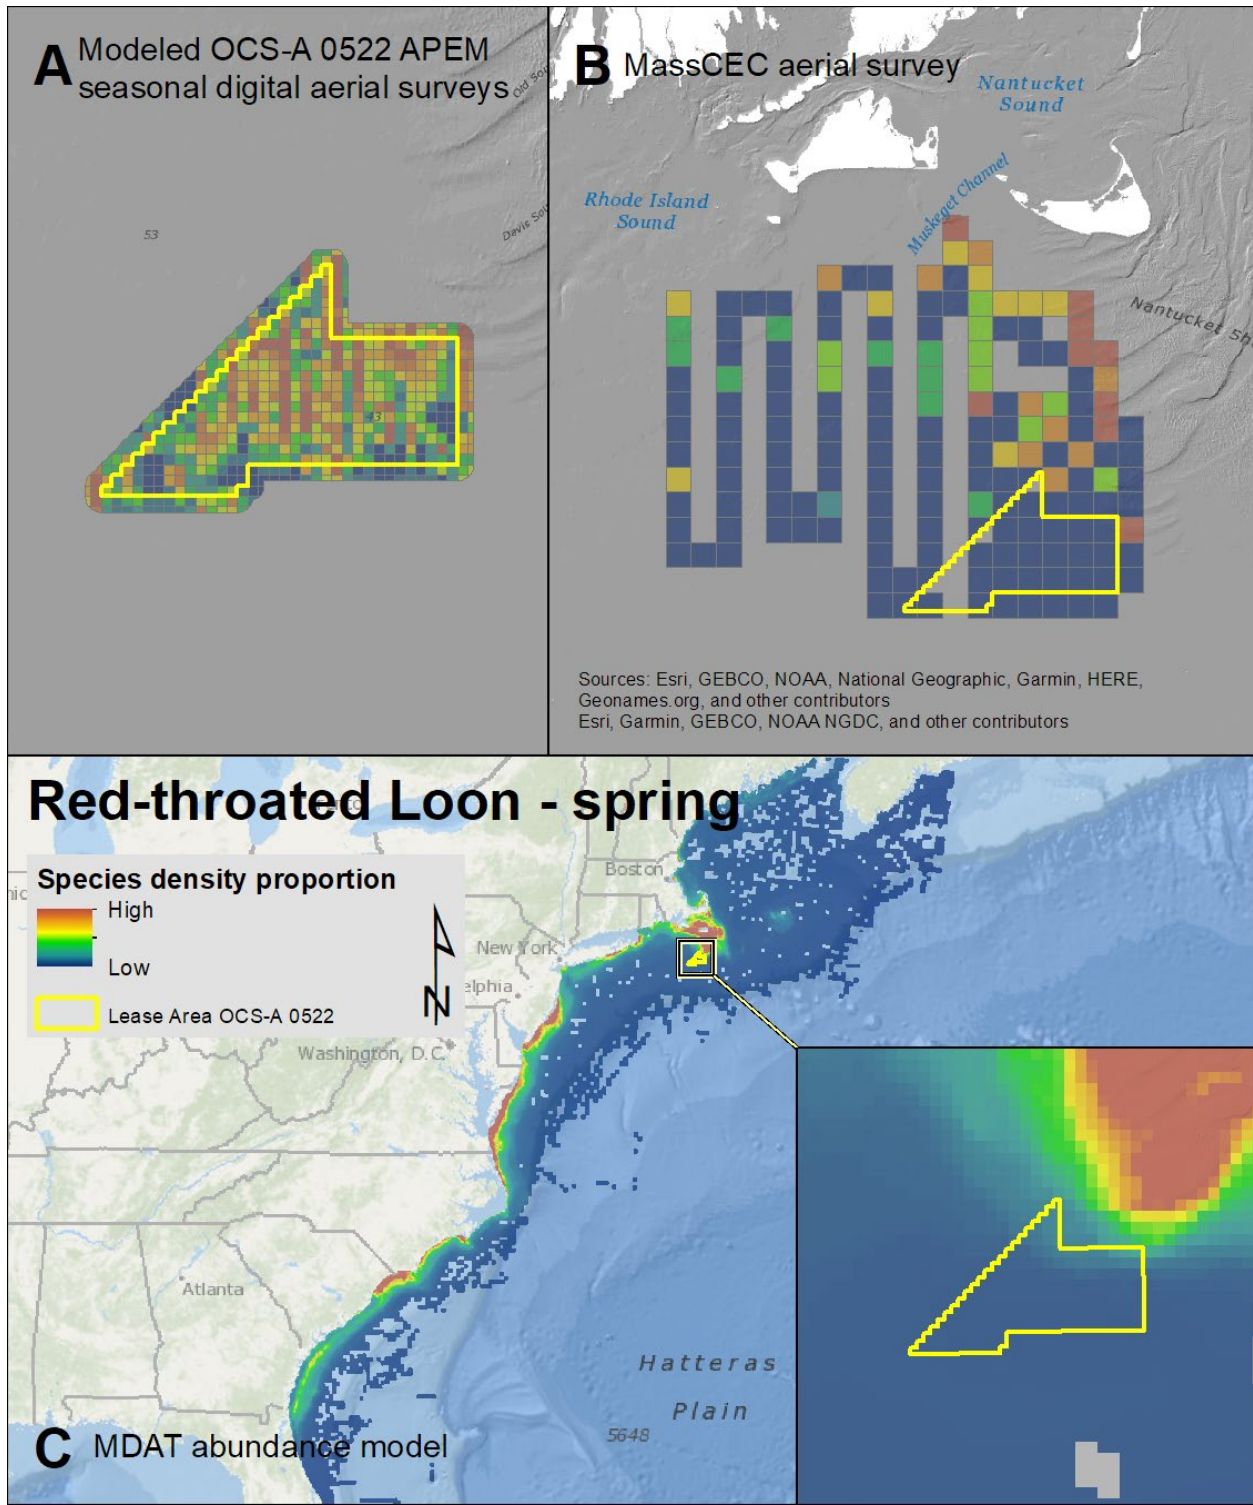 A Modeled OCS-A 0522 APEM
seasonal digital aerial surveys
53
43
B MassCEC aerial survey
Nantucket
Sound
Rhode Island
Sound
Muskeget Channel
Sources: Esri, GEBCO, NOAA, National Geographic, Garmin, HERE,
Geonames.org, and other contributors
Esri, Garmin, GEBCO, NOAA NGDC, and other contributors
Red-throated Loon - spring
Species density proportion
High
Low
Lease Area OCS-A 0522
N
Boston
New York
elphia
Washington, D.C.
Atlanta
Hatteras
Plain
5648
C MDAT abundance model